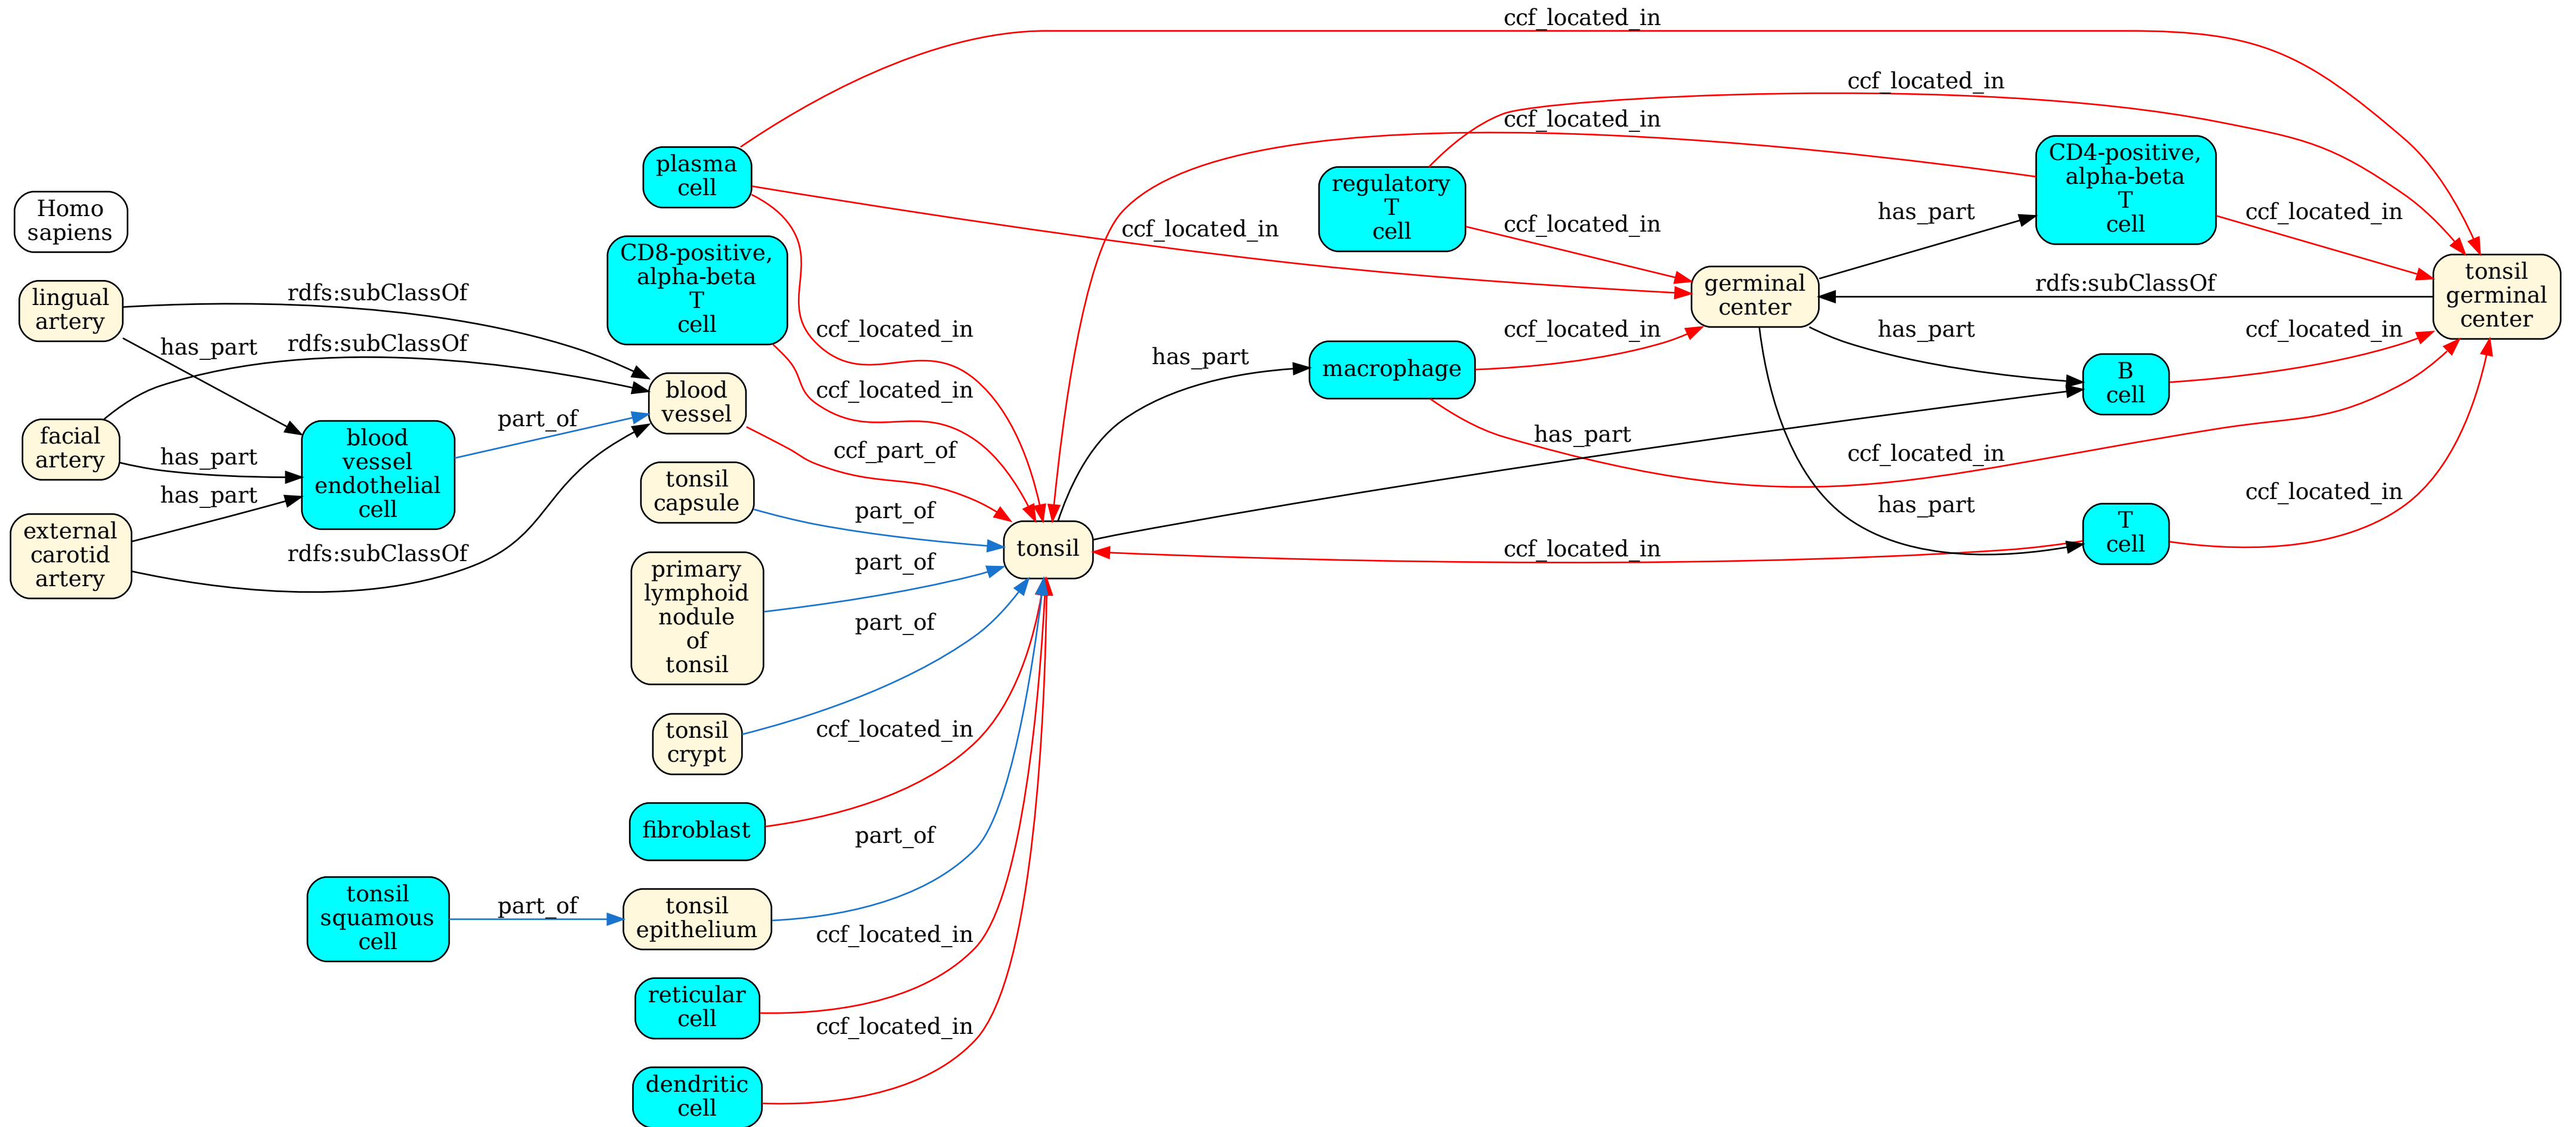 ccf_located_in
ccf_located_in
ccf_located_in
plasma
cell
CD4-positive,
alpha-beta
T
cell
regulatory
T
cell
Homo
sapiens
has_part
ccf_located_in
ccf_located_in
ccf_located_in
CD8-positive,
alpha-beta
T
cell
lingual
artery
rdfs:subClassOf
germinal
center
rdfs:subClassOf
tonsil
germinal
center
ccf_located_in
ccf_located_in
has_part
ccf_located_in
has_part
rdfs:subClassOf
has_part
macrophage
B
cell
ccf_located_in
blood
vessel
part_of
facial
artery
has_part
blood
vessel
endothelial
cell
ccf_part_of
has_part
ccf_located_in
has_part
tonsil
capsule
part_of
has_part
ccf_located_in
external
carotid
artery
rdfs:subClassOf
tonsil
ccf_located_in
T
cell
primary
lymphoid
nodule
of
tonsil
part_of
part_of
tonsil
crypt
ccf_located_in
fibroblast
part_of
tonsil
squamous
cell
part_of
tonsil
epithelium
ccf_located_in
reticular
cell
ccf_located_in
dendritic
cell